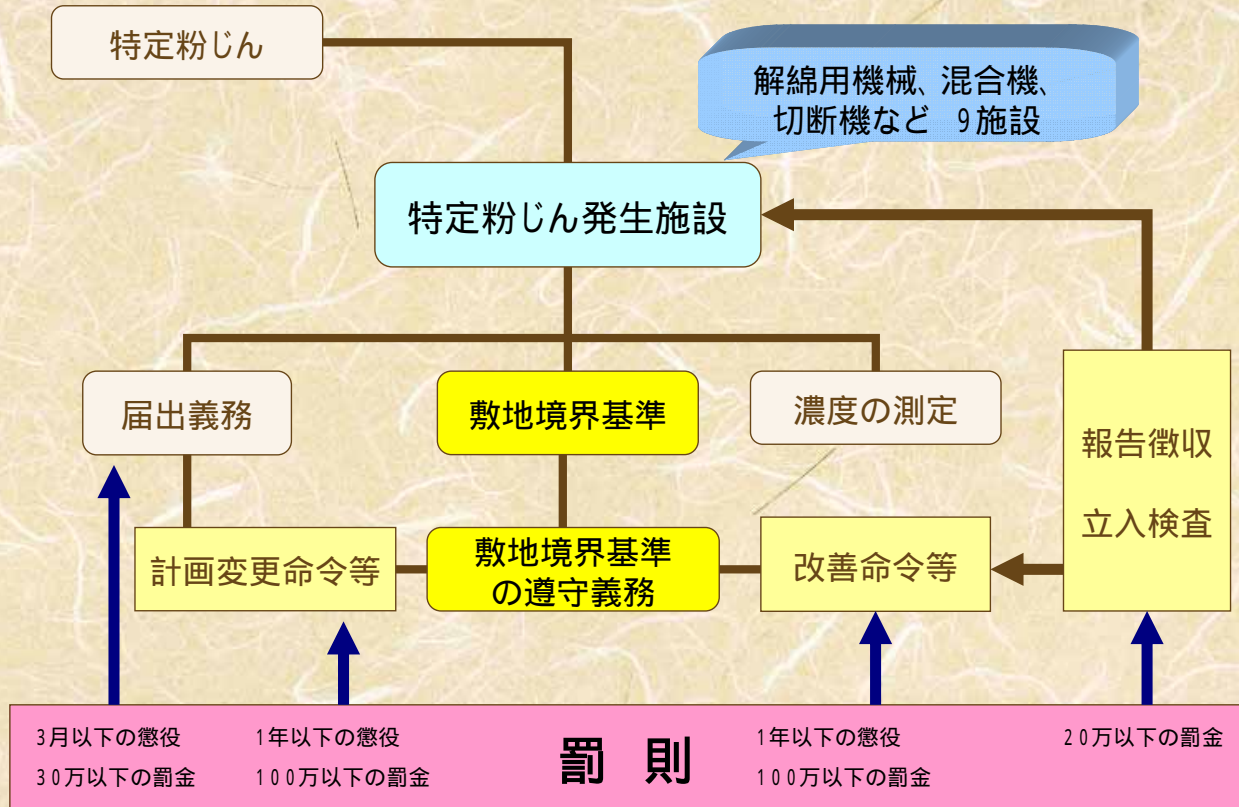 特定粉じん
解綿用機械、混合機、
切断機など 9施設
特定粉じん発生施設
届出義務
敷地境界基準
濃度の測定
報告徴収
立入検査
計画変更命令等
敷地境界基準
の遵守義務
改善命令等
3月以下の懲役
30万以下の罰金
1年以下の懲役
100万以下の罰金
罰 則
1年以下の懲役
100万以下の罰金
20万以下の罰金